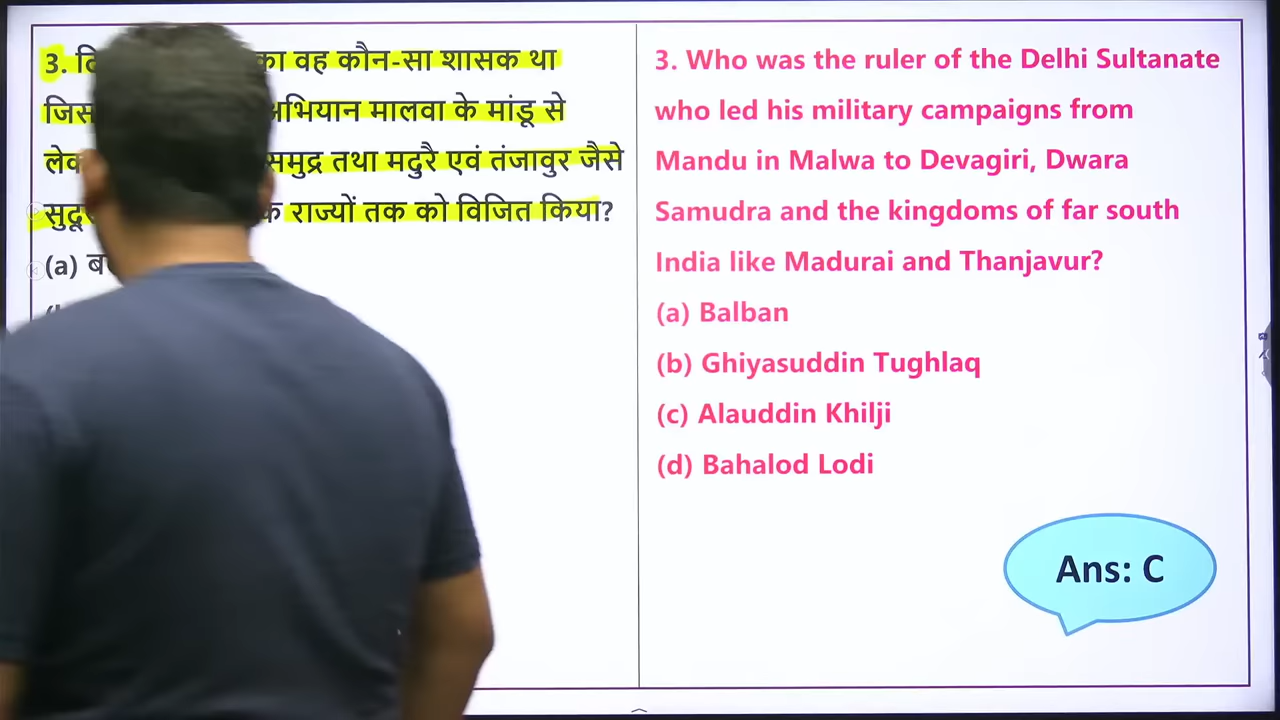 3. का वह कौन-सा शासक था
अभियान मालवा के मांडू से
समुद्र तथा मदुरै एवं तंजावुर जैसे
राज्यों तक को विजित किया?
(a)
3. Who was the ruler of the Delhi Sultanate
who led his military campaigns from
Mandu in Malwa to Devagiri, Dwara
Samudra and the kingdoms of far south
India like Madurai and Thanjavur?
(a) Balban
(b) Ghiyasuddin Tughlaq
(c) Alauddin Khilji
(d) Bahalod Lodi
Ans: C